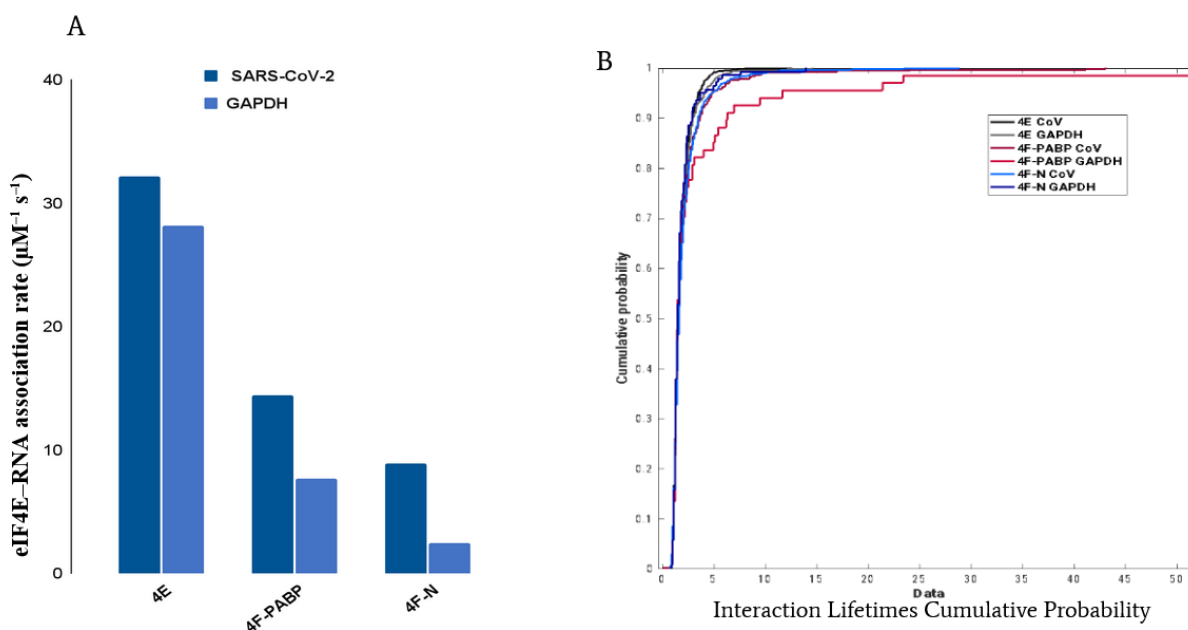 A
SARS-CoV-2
GAPDH
eIF4E–RNA association rate (μM⁻¹ s⁻¹)
40
30
20
10
0
4E
4F-PABP
4F-N
B
4E CoV
4E GAPDH
4F-PABP CoV
4F-PABP GAPDH
4F-N CoV
4F-N GAPDH
Cumulative probability
1
0.9
0.8
0.7
0.6
0.5
0.4
0.3
0.2
0.1
0
0 5 10 15 20 25 30 35 40 45 50
Data
Interaction Lifetimes Cumulative Probability